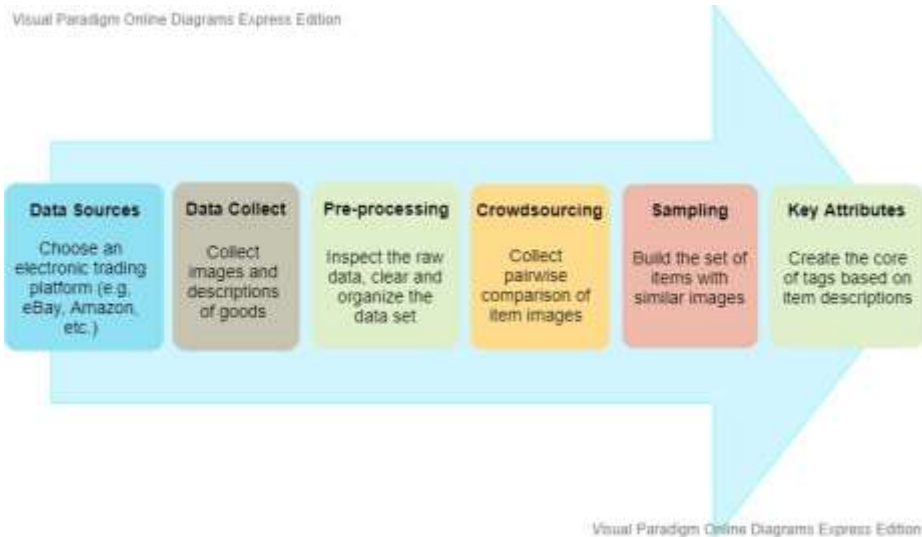 Visual Paradigm Online Diagrams Express Edition
Data Sources
Choose an
electronic trading
platform (e.g,
eBay, Amazon,
etc.)
Data Collect
Collect
images and
descriptions
of goods
Pre-processing
Inspect the raw
data, clear and
organize the
data set
Crowdsourcing
Collect
pairwise
comparison of
item images
Sampling
Build the set of
items with
similar images
Key Attributes
Create the core
of tags based on
item descriptions
Visual Paradigm Online Diagrams Express Edition